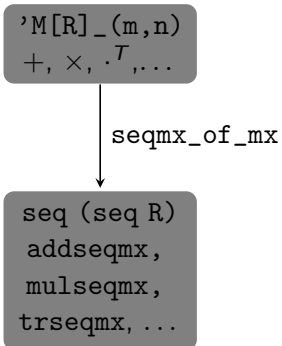 ’M[R]_(m,n)
+, ×, ·ᵀ,...
seqmx_of_mx
seq (seq R)
addseqmx,
mulseqmx,
trseqmx, ...